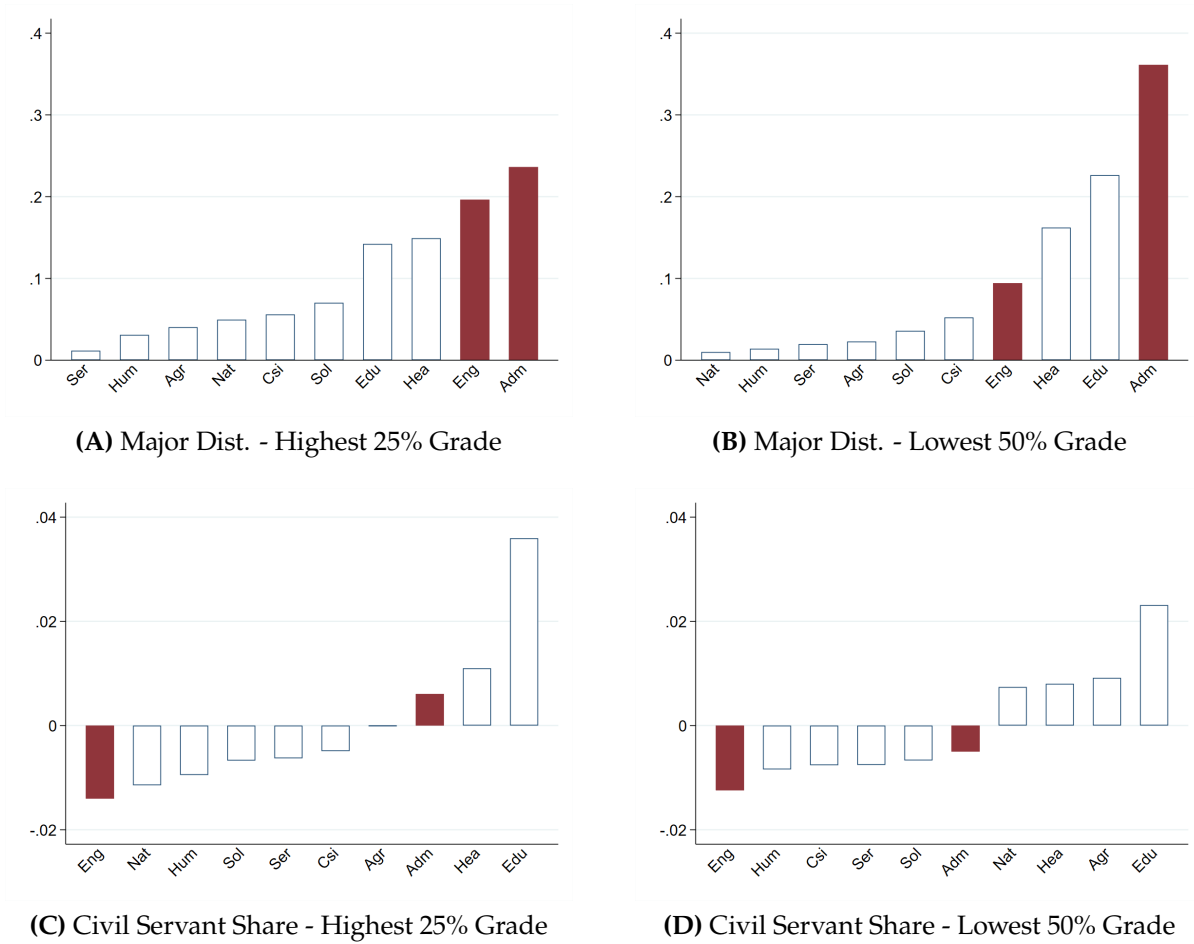 .4
.3
.2
.1
0
Ser Hum Agr Nat Csi Sol Edu Hea Eng Adm
(A) Major Dist. - Highest 25% Grade
.4
.3
.2
.1
0
Nat Hum Ser Agr Sol Csi Eng Hea Edu Adm
(B) Major Dist. - Lowest 50% Grade
.04
.02
0
-.02
Eng Nat Hum Sol Ser Csi Agr Adm Hea Edu
(C) Civil Servant Share - Highest 25% Grade
.04
.02
0
-.02
Eng Hum Csi Ser Sol Adm Nat Hea Agr Edu
(D) Civil Servant Share - Lowest 50% Grade